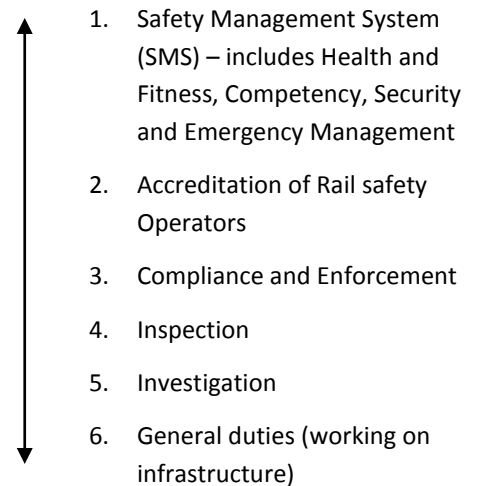 1. Safety Management System
(SMS) – includes Health and
Fitness, Competency, Security
and Emergency Management
2. Accreditation of Rail safety
Operators
3. Compliance and Enforcement
4. Inspection
5. Investigation
6. General duties (working on
infrastructure)